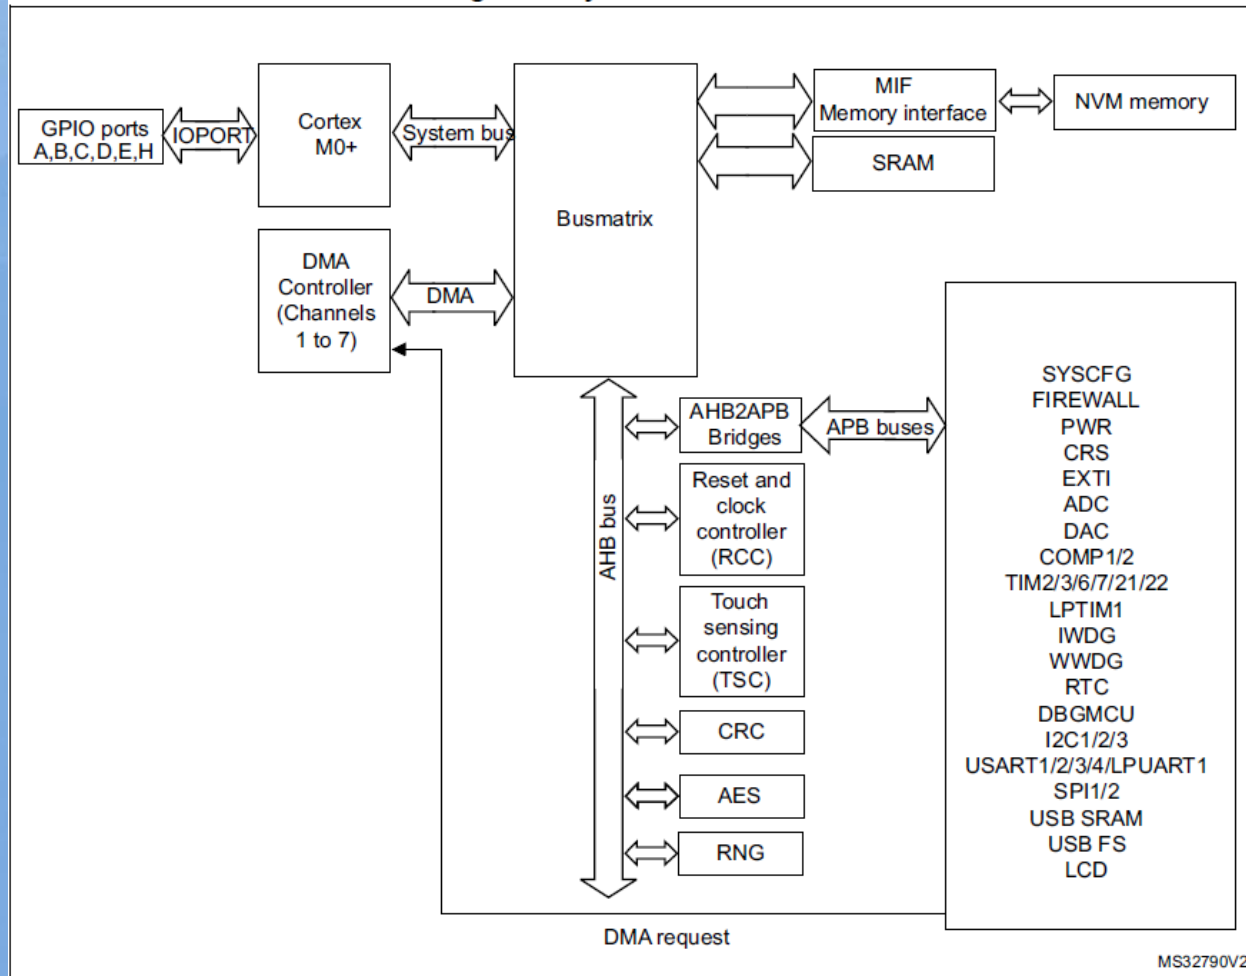 GPIO ports
A,B,C,D,E,H
IOPORT
Cortex
M0+
System bus
Busmatrix
MIF
Memory interface
NVM memory
SRAM
DMA
Controller
(Channels
1 to 7)
DMA
AHB bus
AHB2APB
Bridges
APB buses
Reset and
clock
controller
(RCC)
Touch
sensing
controller
(TSC)
CRC
AES
RNG
SYSCFG
FIREWALL
PWR
CRS
EXTI
ADC
DAC
COMP1/2
TIM2/3/6/7/21/22
LPTIM1
IWDG
WWDG
RTC
DBGMCU
I2C1/2/3
USART1/2/3/4/LPUART1
SPI1/2
USB SRAM
USB FS
LCD
DMA request
MS32790V2